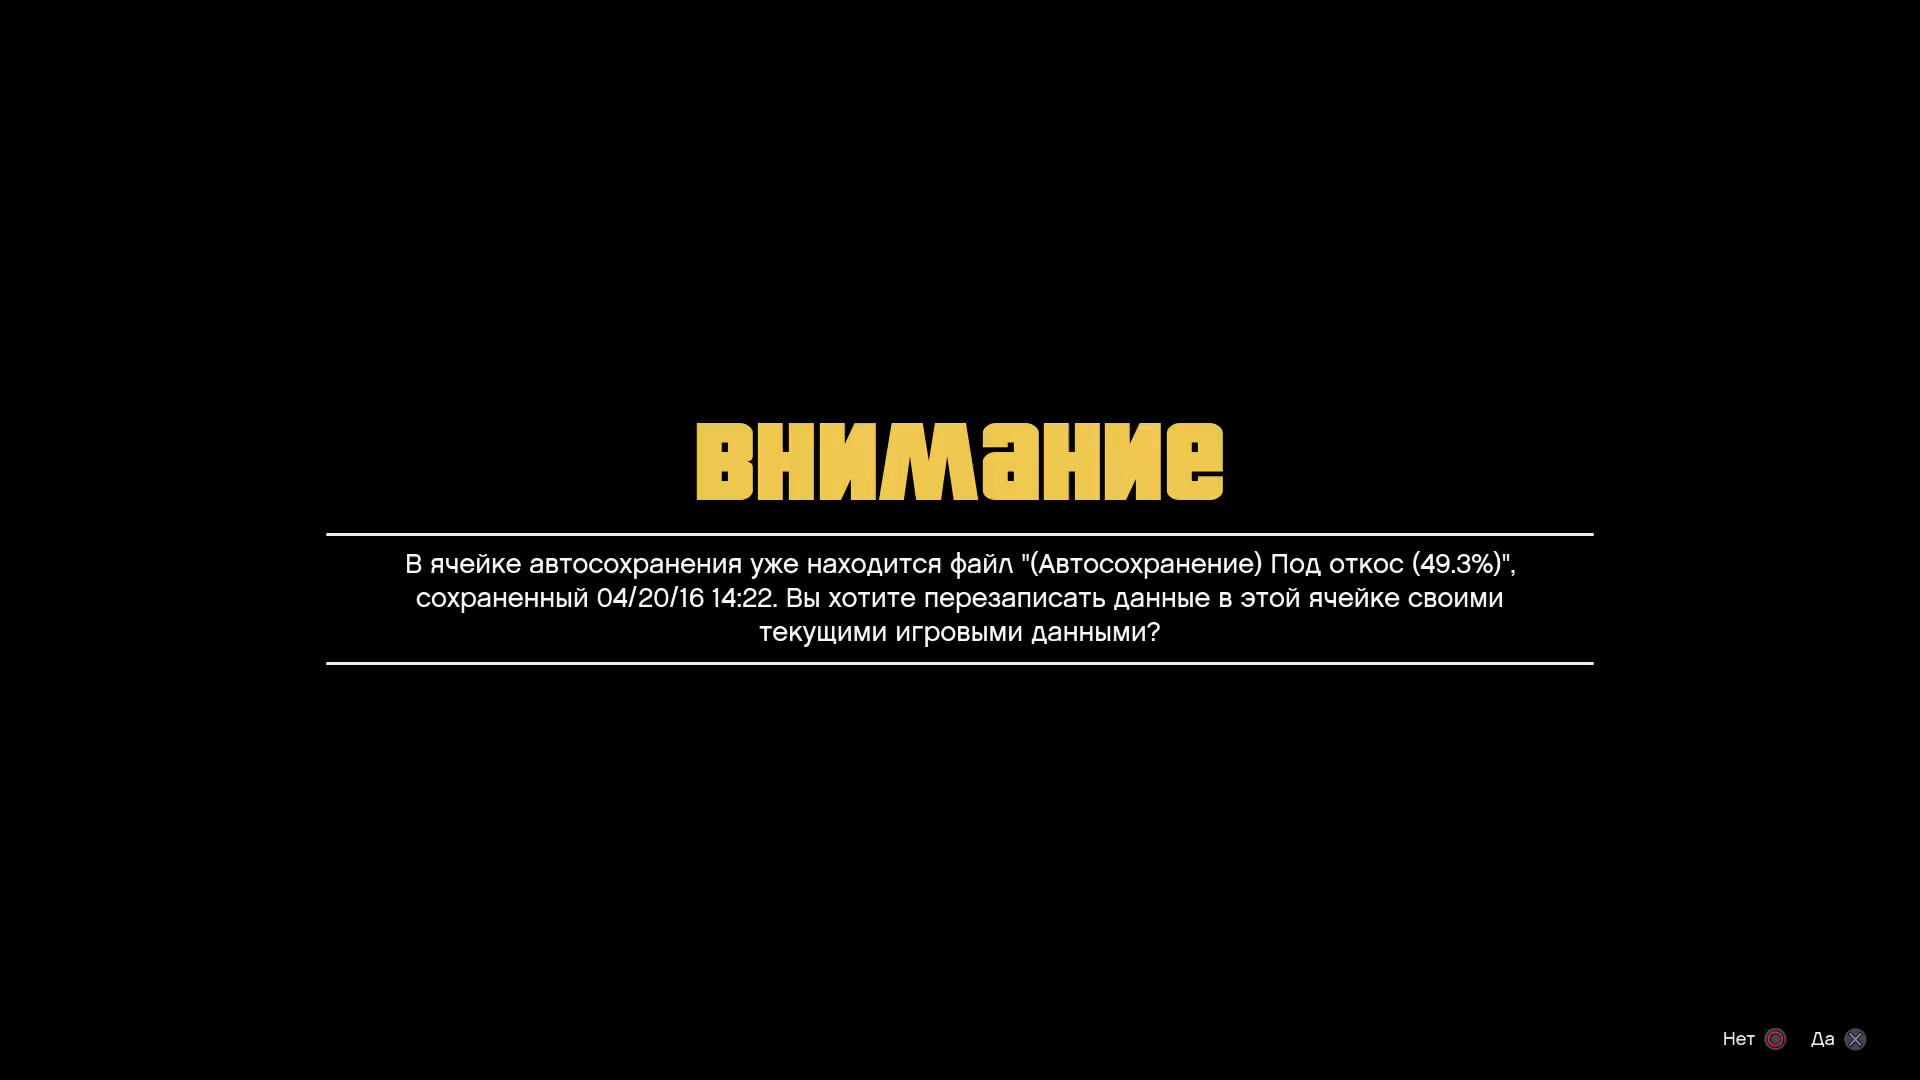 внимание
В ячейке автосохранения уже находится файл "(Автосохранение) Под откос (49.3%)",
сохраненный 04/20/16 14:22. Вы хотите перезаписать данные в этой ячейке своими
текущими игровыми данными?
Нет Да